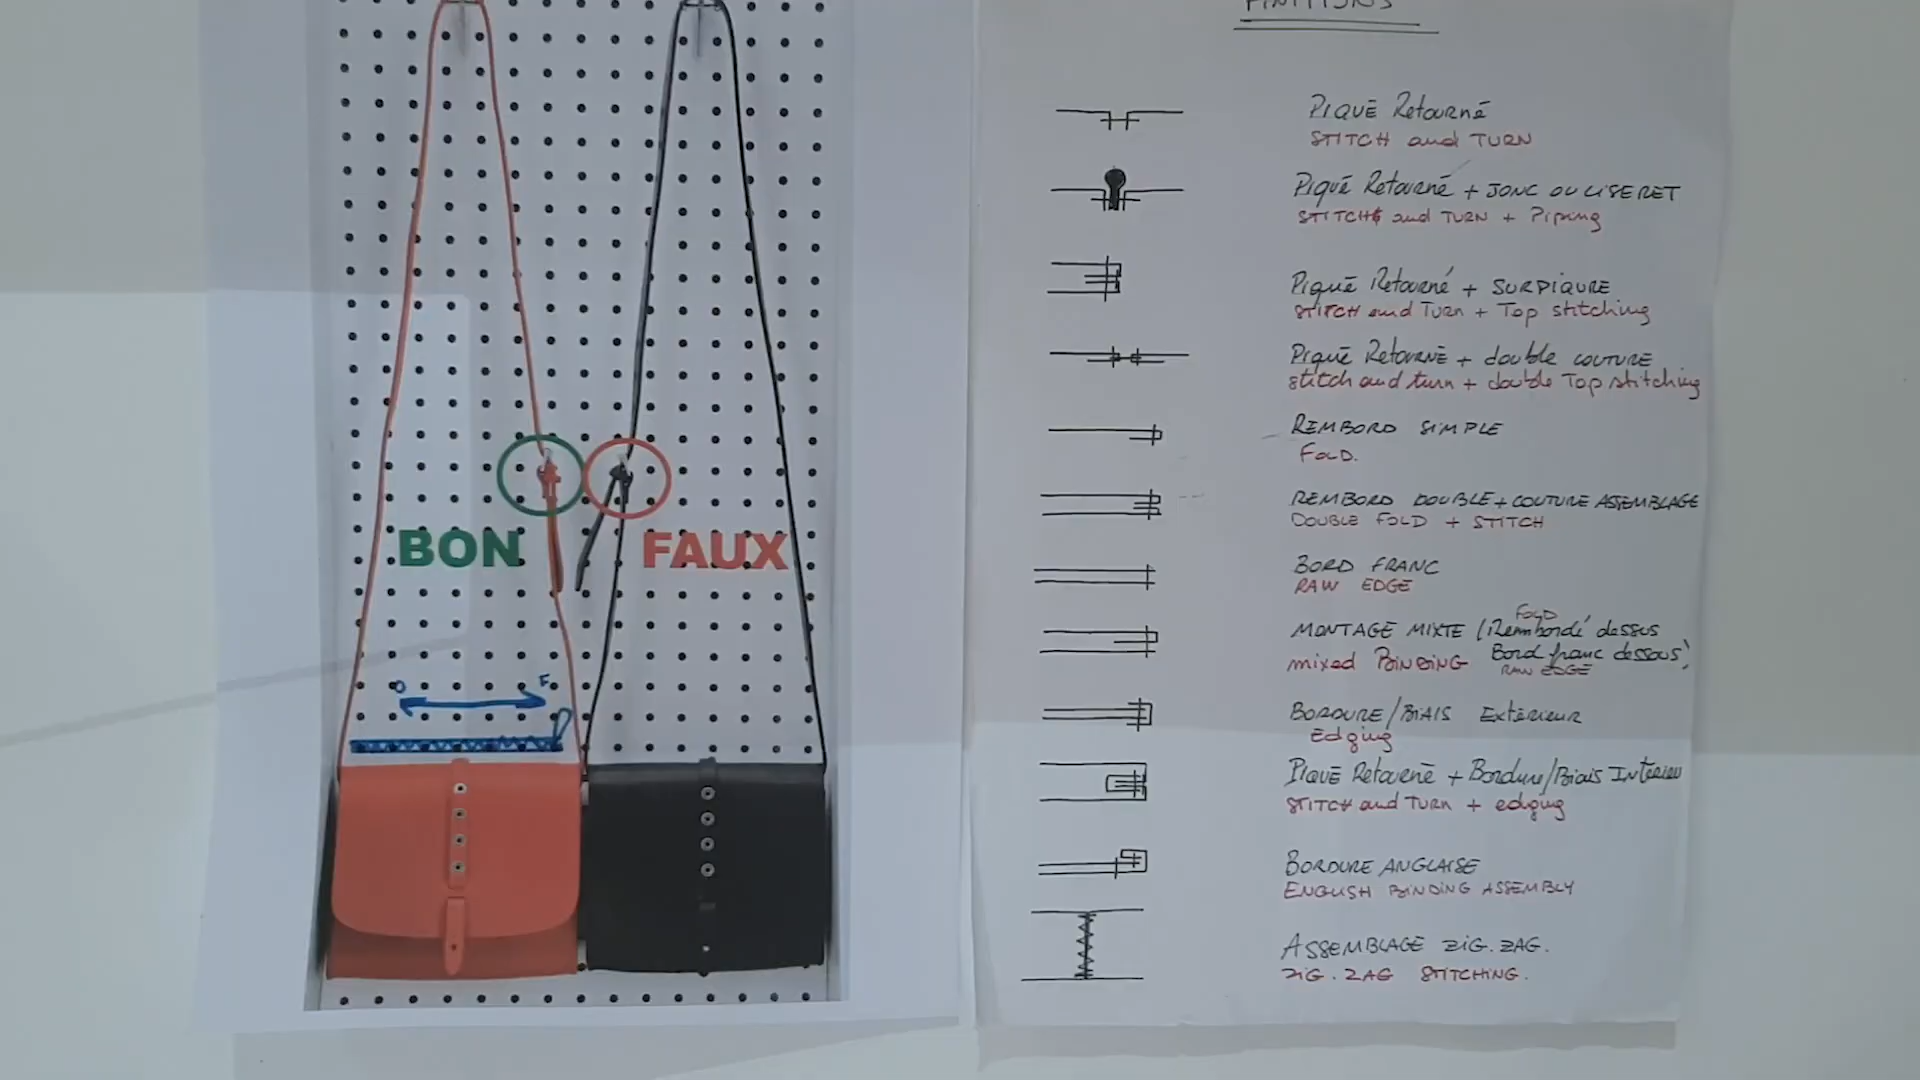 BON
FAUX
FINITIONS
PIQUÉ Retourné
STITCH and TURN
Piqué Retourné + JONC OU LISERET
STITCH and TURN + Piping
Piqué Retourné + SURPIQURE
STITCH and Turn + Top stitching
Piqué Retourné + double couture
stitch and turn + double Top stitching
REMBORD SIMPLE
FOLD.
REMBORD DOUBLE + COUTURE ASSEMBLAGE
DOUBLE FOLD + STITCH
BORD FRANC
RAW EDGE
FOLD
MONTAGE MIXTE (Rembordé dessus
mixed BINDING Bord franc dessous)
RAW EDGE
BORDURE/BIAIS Extérieur
Edging
PIQUÉ Retourné + Bordure/Biais Interieu
STITCH and TURN + edging
BORDURE ANGLAISE
ENGLISH BINDING ASSEMBLY
ASSEMBLAGE ZIG.ZAG.
ZIG.ZAG STITCHING.